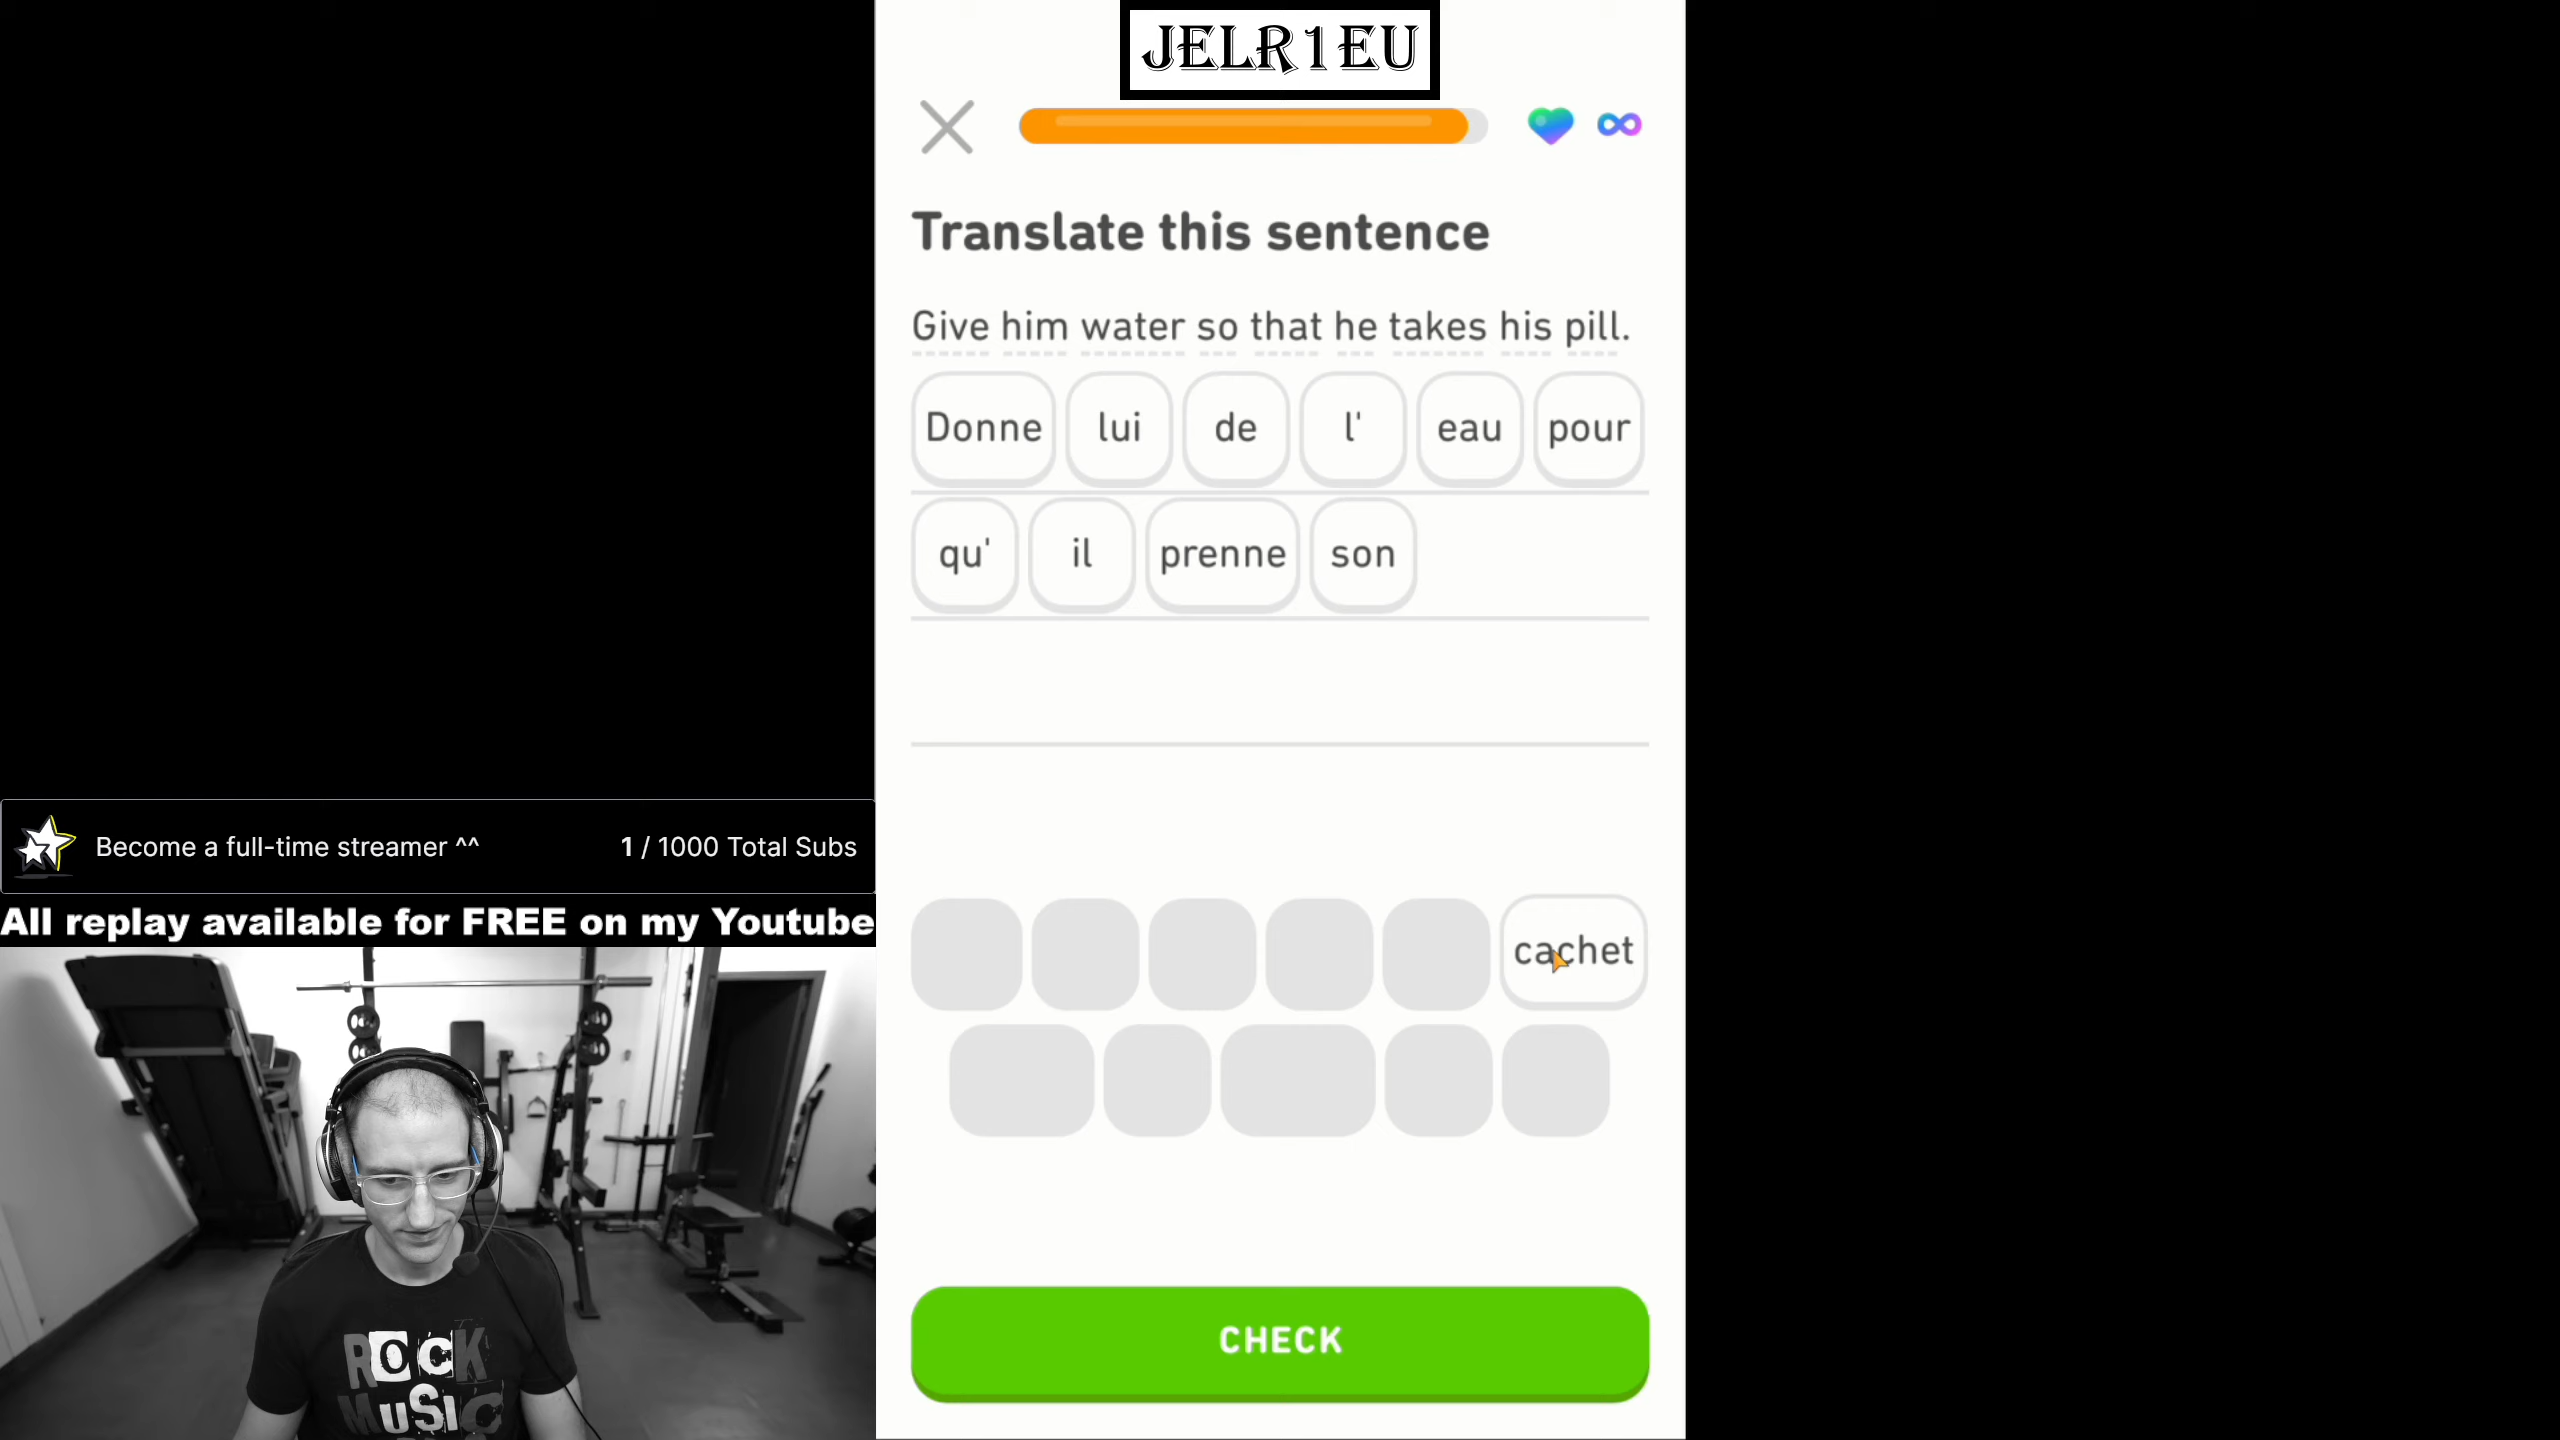 JELR1EU
Translate this sentence
Give him water so that he takes his pill.
Donne lui de l' eau pour
qu' il prenne son
cachet
CHECK
Become a full-time streamer ^^ 1 / 1000 Total Subs
All replay available for FREE on my Youtube
ROCK
MUSIC